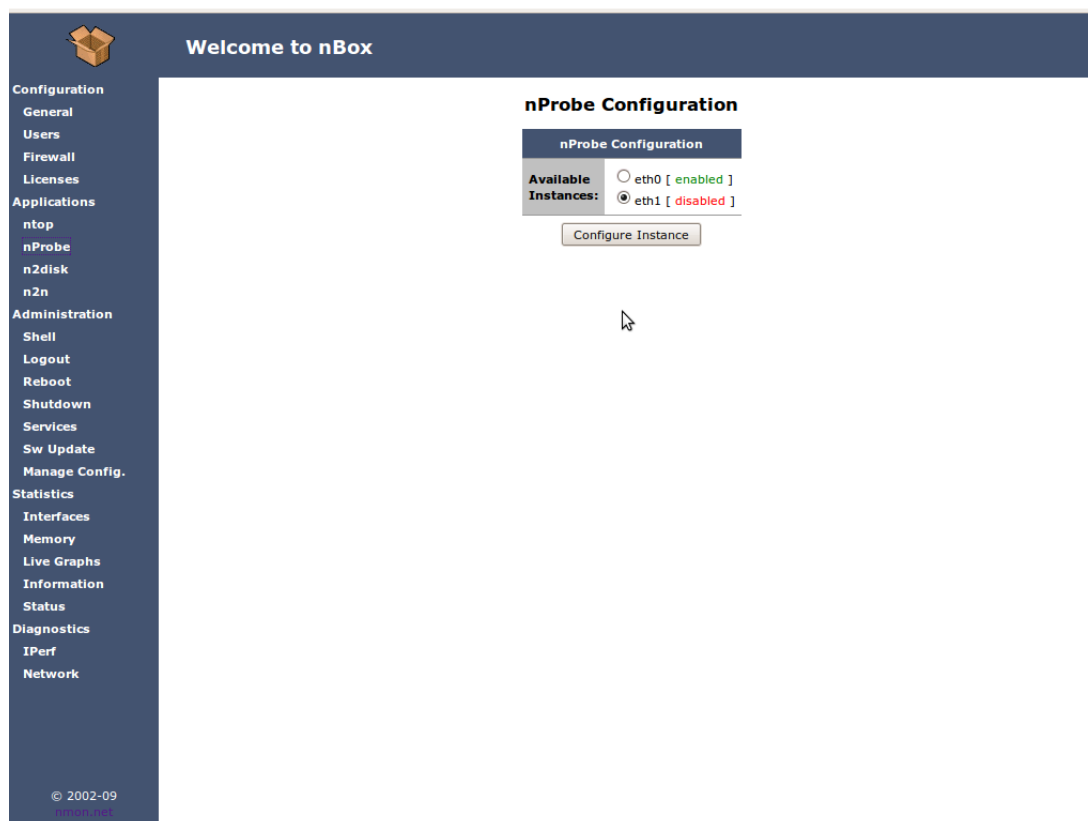 Welcome to nBox
Configuration
General
Users
Firewall
Licenses
Applications
ntop
nProbe
n2disk
n2n
Administration
Shell
Logout
Reboot
Shutdown
Services
Sw Update
Manage Config.
Statistics
Interfaces
Memory
Live Graphs
Information
Status
Diagnostics
IPerf
Network
© 2002-09
nmon.net
nProbe Configuration
nProbe Configuration
Available Instances:
eth0 [ enabled ]
eth1 [ disabled ]
Configure Instance